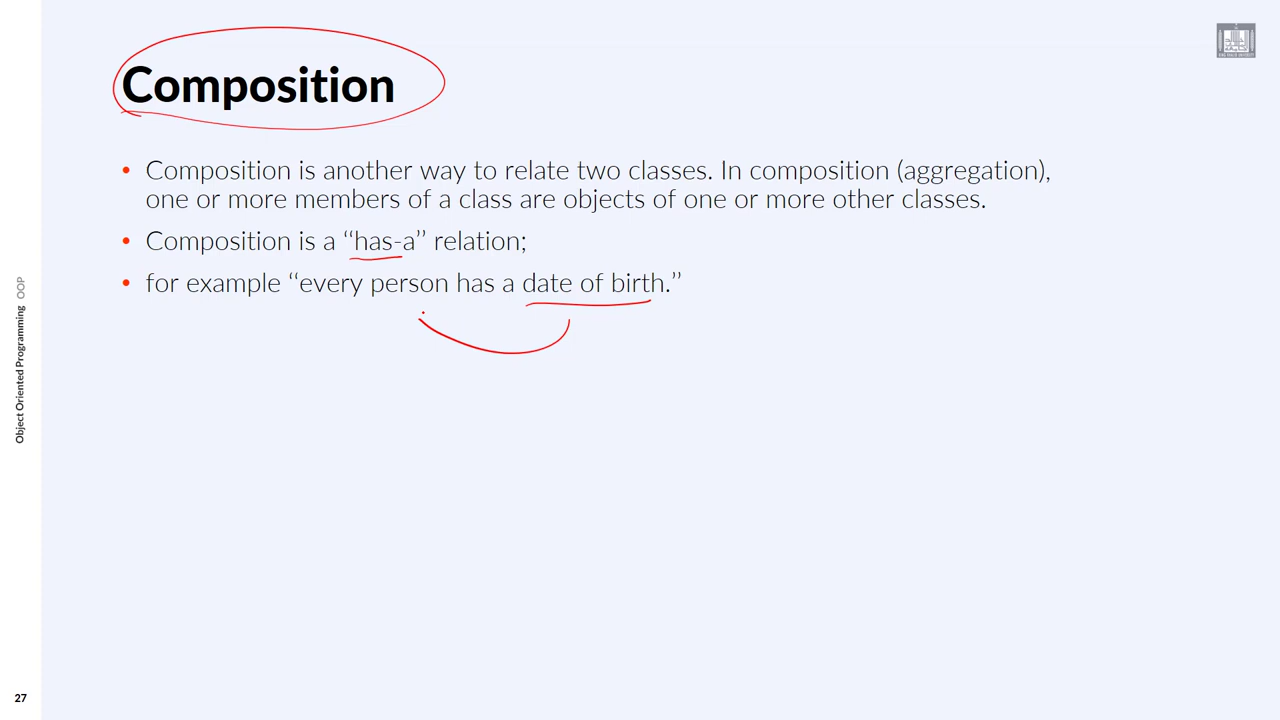 Composition
• Composition is another way to relate two classes. In composition (aggregation),
one or more members of a class are objects of one or more other classes.
• Composition is a ‘‘has-a’’ relation;
• for example ‘‘every person has a date of birth.’’
Object Oriented Programming OOP
27